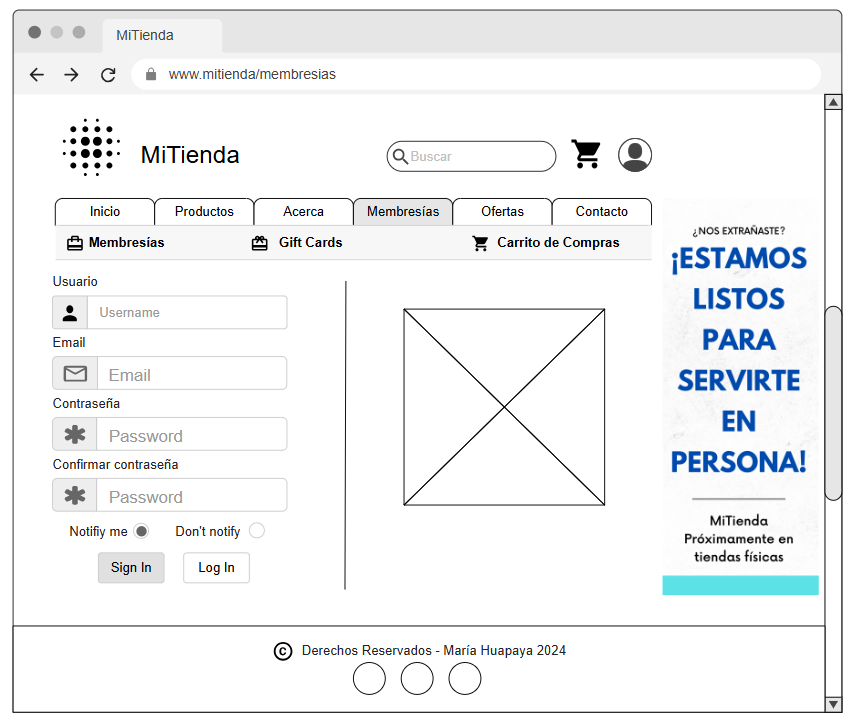 MiTienda
www.mitienda/membresias
MiTienda
Buscar
Inicio
Productos
Acerca
Membresías
Ofertas
Contacto
Membresías
Gift Cards
Carrito de Compras
Usuario
Username
Email
Email
Contraseña
Password
Confirmar contraseña
Password
Notifiy me
Don't notify
Sign In
Log In
¿NOS EXTRAÑASTE?
¡ESTAMOS
LISTOS
PARA
SERVIRTE
EN
PERSONA!
MiTienda
Próximamente en
tiendas físicas
© Derechos Reservados - María Huapaya 2024